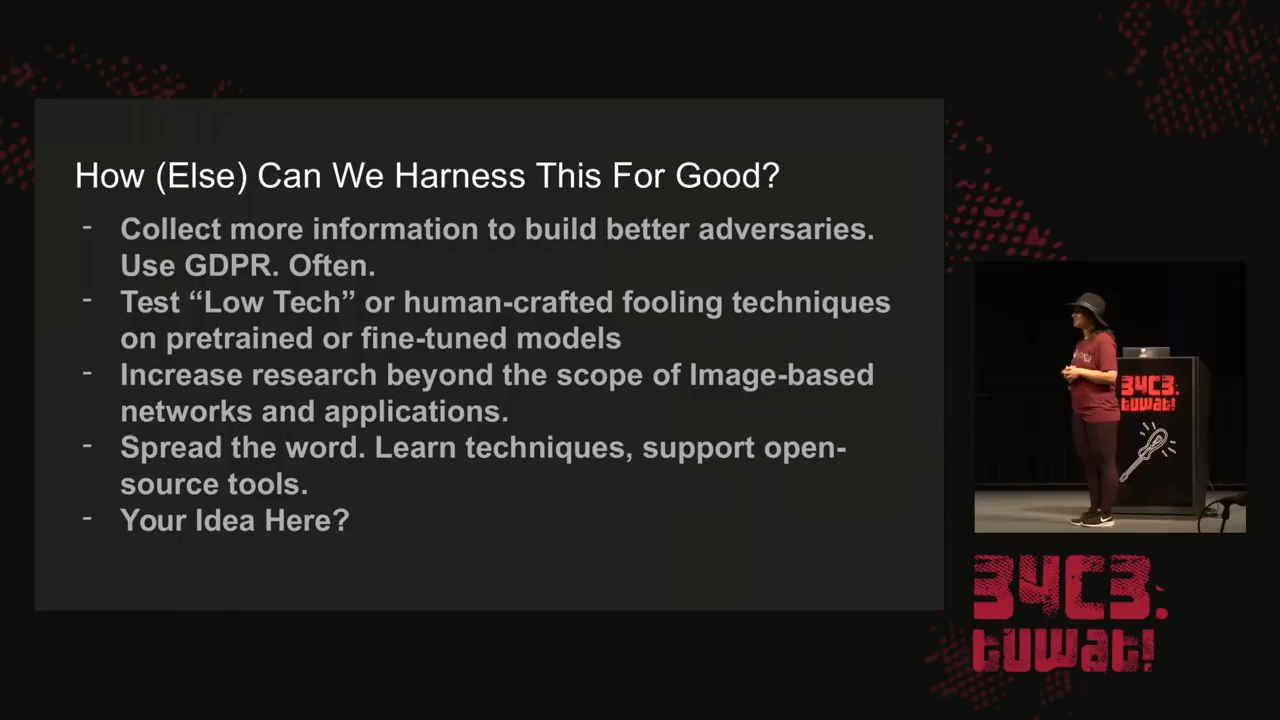 How (Else) Can We Harness This For Good?
- Collect more information to build better adversaries.
Use GDPR. Often.
- Test “Low Tech” or human-crafted fooling techniques
on pretrained or fine-tuned models
- Increase research beyond the scope of Image-based
networks and applications.
- Spread the word. Learn techniques, support open-
source tools.
- Your Idea Here?
34C3.
tuwat!
34C3.
tuwat!